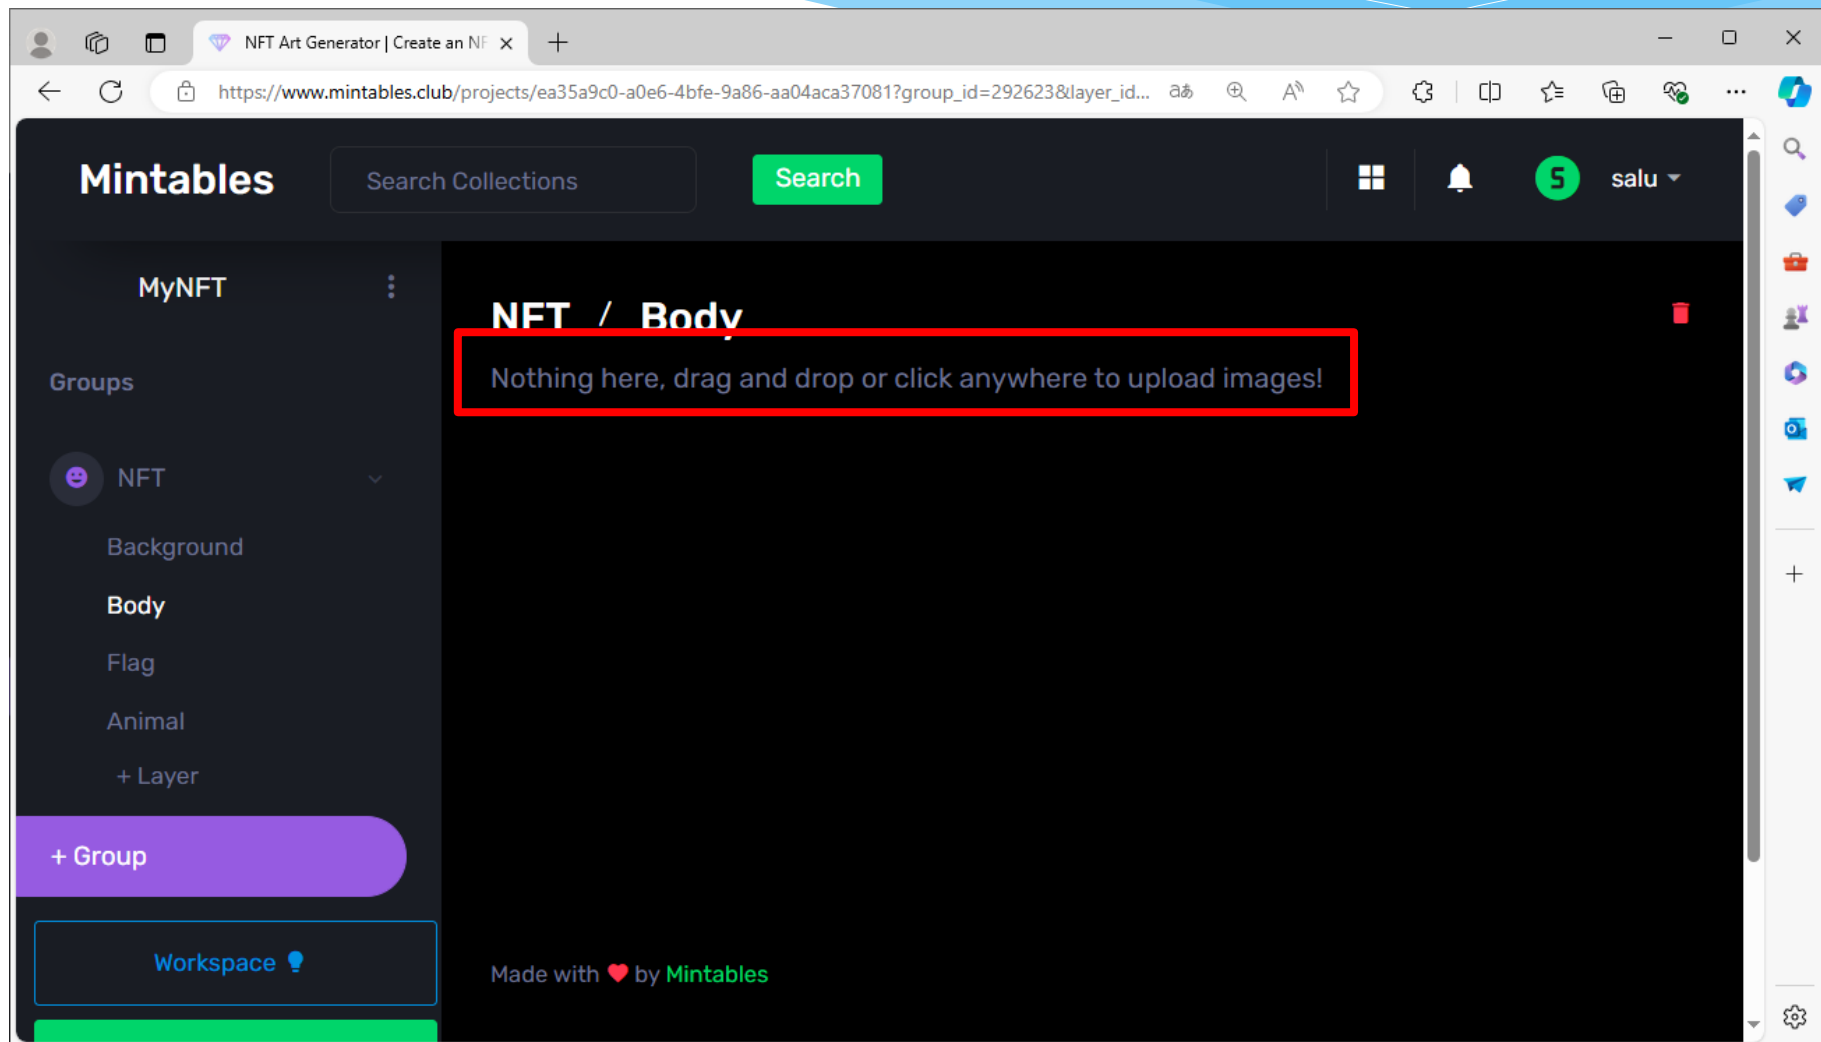 NFT Art Generator | Create an NF
https://www.mintables.club/projects/ea35a9c0-a0e6-4bfe-9a86-aa04aca37081?group_id=292623&layer_id...
aあ
Mintables
Search Collections
Search
S
salu
MyNFT
NFT / Body
Nothing here, drag and drop or click anywhere to upload images!
Groups
NFT
Background
Body
Flag
Animal
+ Layer
+ Group
Workspace
Made with ❤ by Mintables